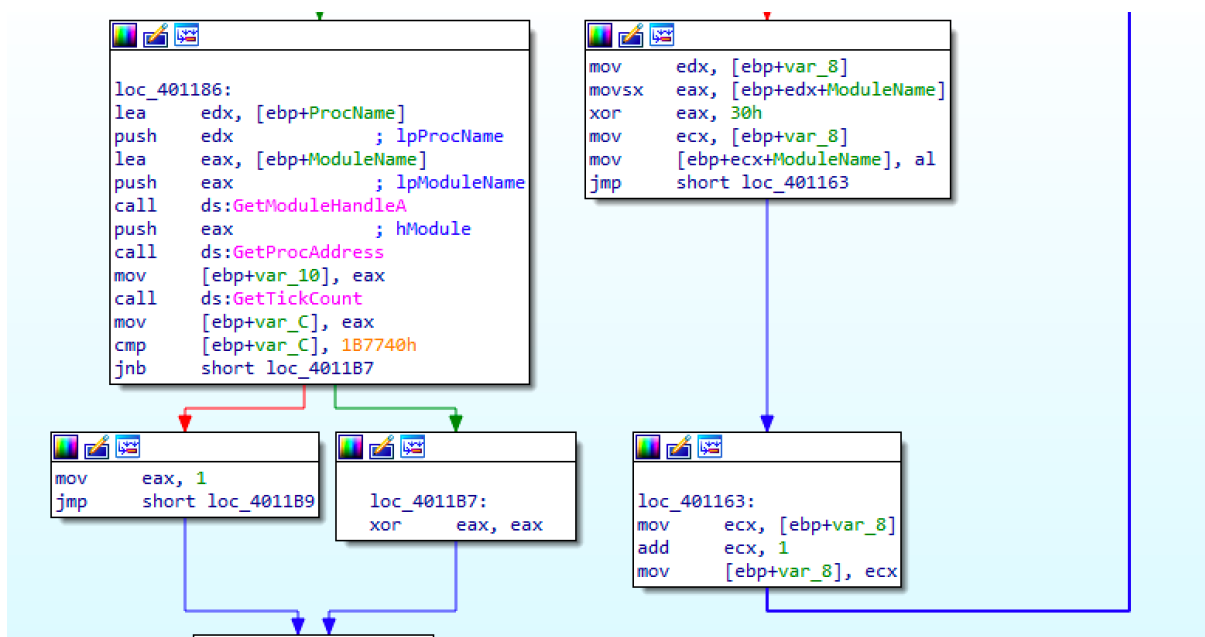 loc_401186:
lea edx, [ebp+ProcName]
push edx ; lpProcName
lea eax, [ebp+ModuleName]
push eax ; lpModuleName
call ds:GetModuleHandleA
push eax ; hModule
call ds:GetProcAddress
mov [ebp+var_10], eax
call ds:GetTickCount
mov [ebp+var_C], eax
cmp [ebp+var_C], 1B7740h
jnb short loc_4011B7
mov edx, [ebp+var_8]
movsx eax, [ebp+edx+ModuleName]
xor eax, 30h
mov ecx, [ebp+var_8]
mov [ebp+ecx+ModuleName], al
jmp short loc_401163
mov eax, 1
jmp short loc_4011B9
loc_4011B7:
xor eax, eax
loc_401163:
mov ecx, [ebp+var_8]
add ecx, 1
mov [ebp+var_8], ecx